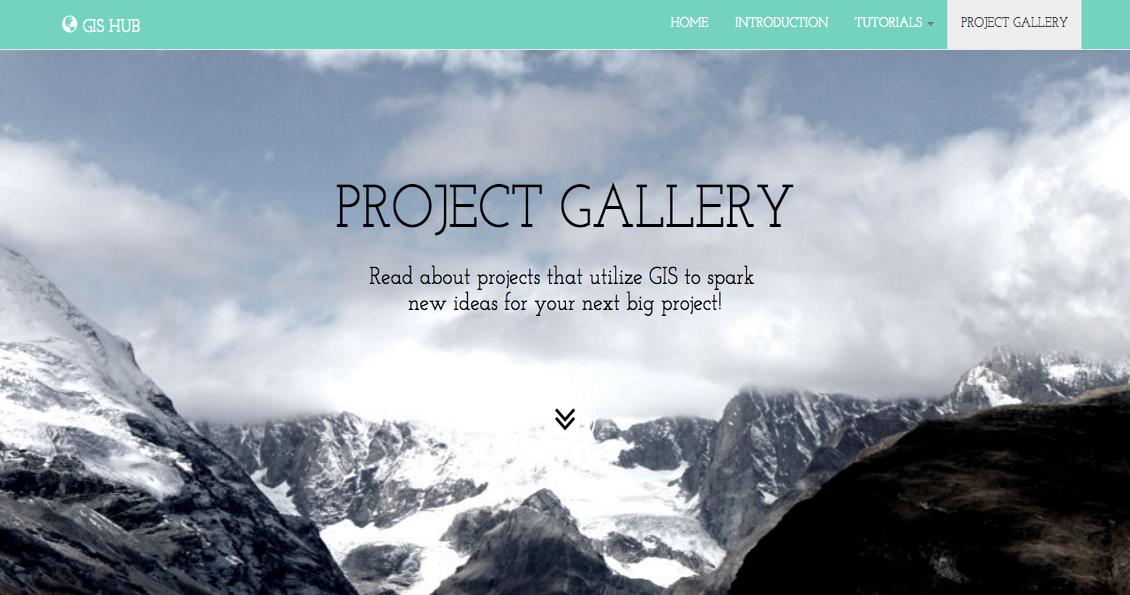 GIS HUB
HOME
INTRODUCTION
TUTORIALS
PROJECT GALLERY
PROJECT GALLERY
Read about projects that utilize GIS to spark
new ideas for your next big project!